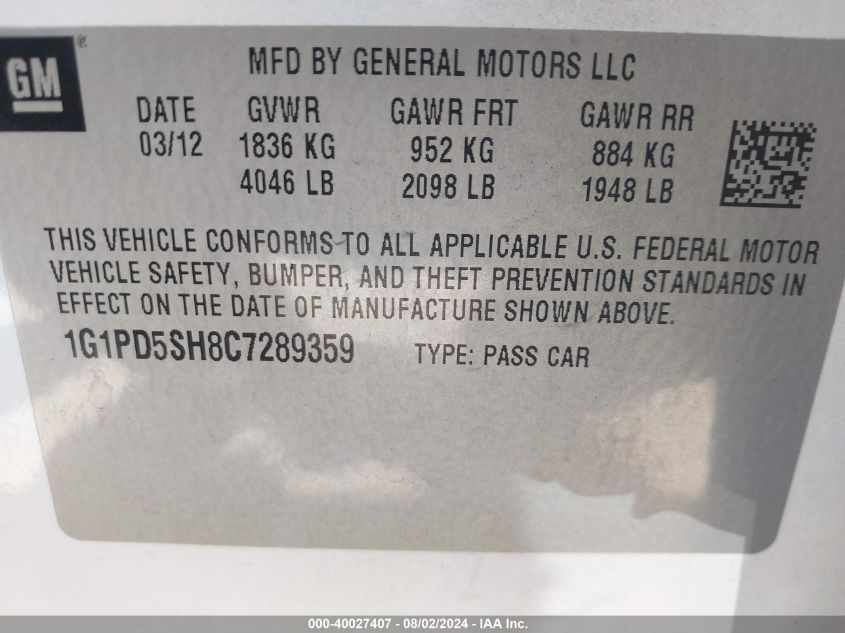 GM ®
MFD BY GENERAL MOTORS LLC
DATE GVWR GAWR FRT GAWR RR
03/12 1836 KG 952 KG 884 KG
4046 LB 2098 LB 1948 LB
THIS VEHICLE CONFORMS TO ALL APPLICABLE U.S. FEDERAL MOTOR
VEHICLE SAFETY, BUMPER, AND THEFT PREVENTION STANDARDS IN
EFFECT ON THE DATE OF MANUFACTURE SHOWN ABOVE.
1G1PD5SH8C7289359 TYPE: PASS CAR
000-40027407 - 08/02/2024 - IAA Inc.